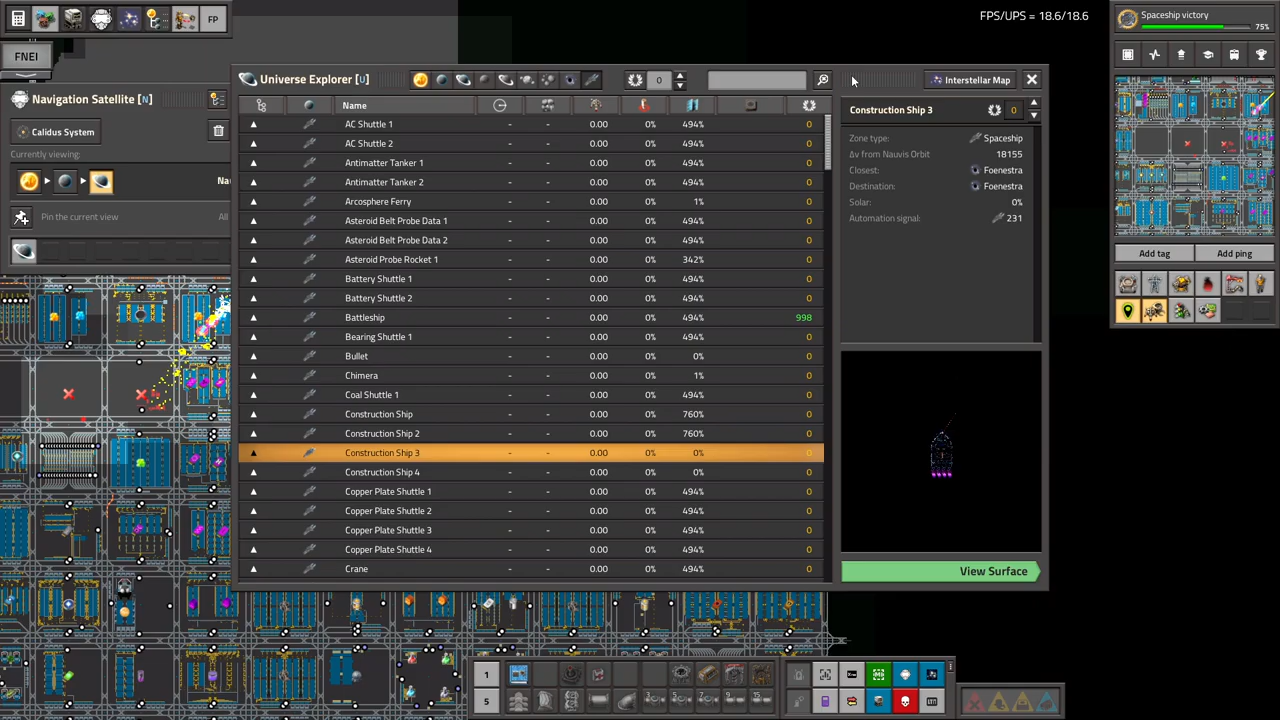 FPS/UPS = 18.6/18.6
FP
FNEI
Navigation Satellite [N]
Calidus System
Currently viewing:
Na
Pin the current view
All
Universe Explorer [U]
0
Interstellar Map
Name
AC Shuttle 1 - - 0.00 0% 494% 0
AC Shuttle 2 - - 0.00 0% 494% 0
Antimatter Tanker 1 - - 0.00 0% 494% 0
Antimatter Tanker 2 - - 0.00 0% 494% 0
Arcosphere Ferry - - 0.00 0% 1% 0
Asteroid Belt Probe Data 1 - - 0.00 0% 494% 0
Asteroid Belt Probe Data 2 - - 0.00 0% 494% 0
Asteroid Probe Rocket 1 - - 0.00 0% 342% 0
Battery Shuttle 1 - - 0.00 0% 494% 0
Battery Shuttle 2 - - 0.00 0% 494% 0
Battleship - - 0.00 0% 494% 998
Bearing Shuttle 1 - - 0.00 0% 494% 0
Bullet - - 0.00 0% 0% 0
Chimera - - 0.00 0% 1% 0
Coal Shuttle 1 - - 0.00 0% 494% 0
Construction Ship - - 0.00 0% 760% 0
Construction Ship 2 - - 0.00 0% 760% 0
Construction Ship 3 - - 0.00 0% 0% 0
Construction Ship 4 - - 0.00 0% 0% 0
Copper Plate Shuttle 1 - - 0.00 0% 494% 0
Copper Plate Shuttle 2 - - 0.00 0% 494% 0
Copper Plate Shuttle 3 - - 0.00 0% 494% 0
Copper Plate Shuttle 4 - - 0.00 0% 494% 0
Crane - - 0.00 0% 494% 0
Construction Ship 3 0
Zone type: Spaceship
Δv from Nauvis Orbit 18155
Closest: Foenestra
Destination: Foenestra
Solar: 0%
Automation signal: 231
View Surface
Spaceship victory
75%
Add tag
Add ping
1
5